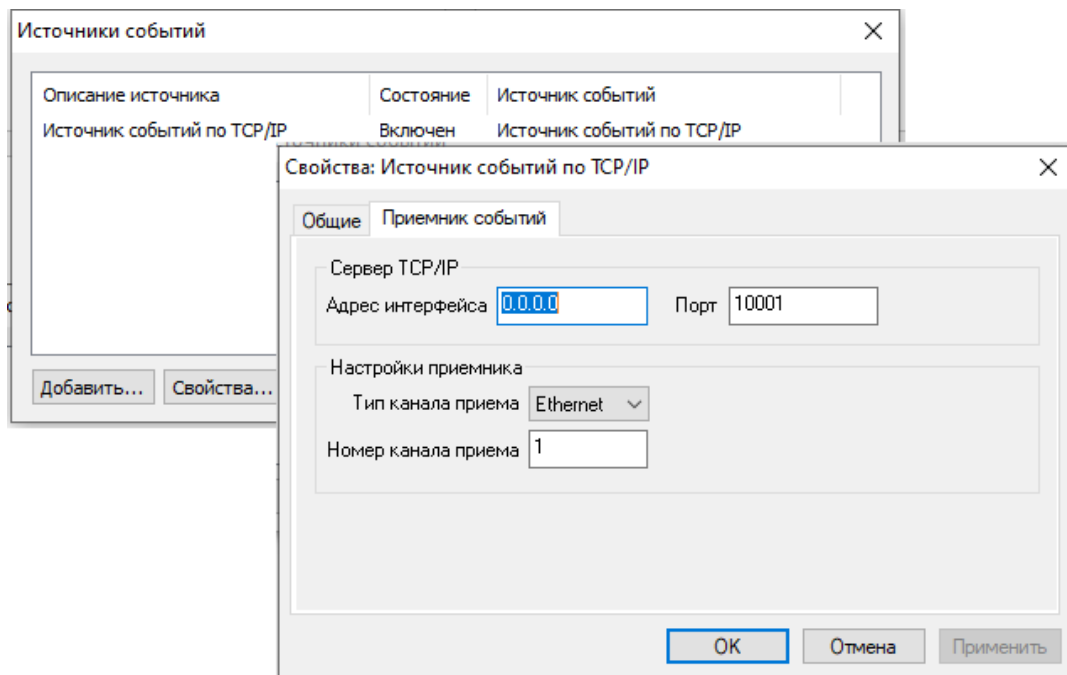 Источники событий
Описание источника Состояние Источник событий
Источник событий по TCP/IP Включен Источник событий по TCP/IP
Свойства: Источник событий по TCP/IP
Общие Приемник событий
Сервер TCP/IP
Адрес интерфейса 0.0.0.0 Порт 10001
Настройки приемника
Добавить... Свойства...
Тип канала приема Ethernet
Номер канала приема 1
OK Отмена Применить